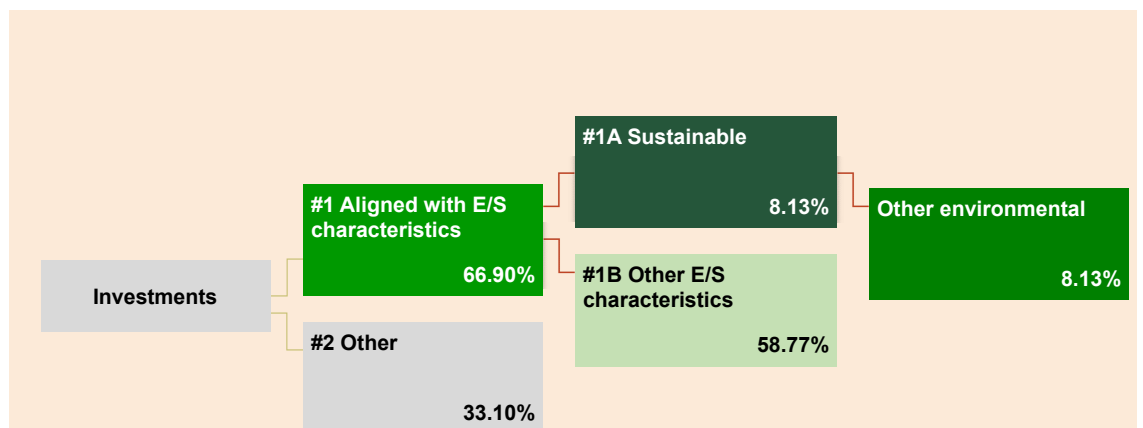 #1A Sustainable
8.13%
#1 Aligned with E/S
characteristics
66.90%
Other environmental
8.13%
Investments
#1B Other E/S
characteristics
58.77%
#2 Other
33.10%